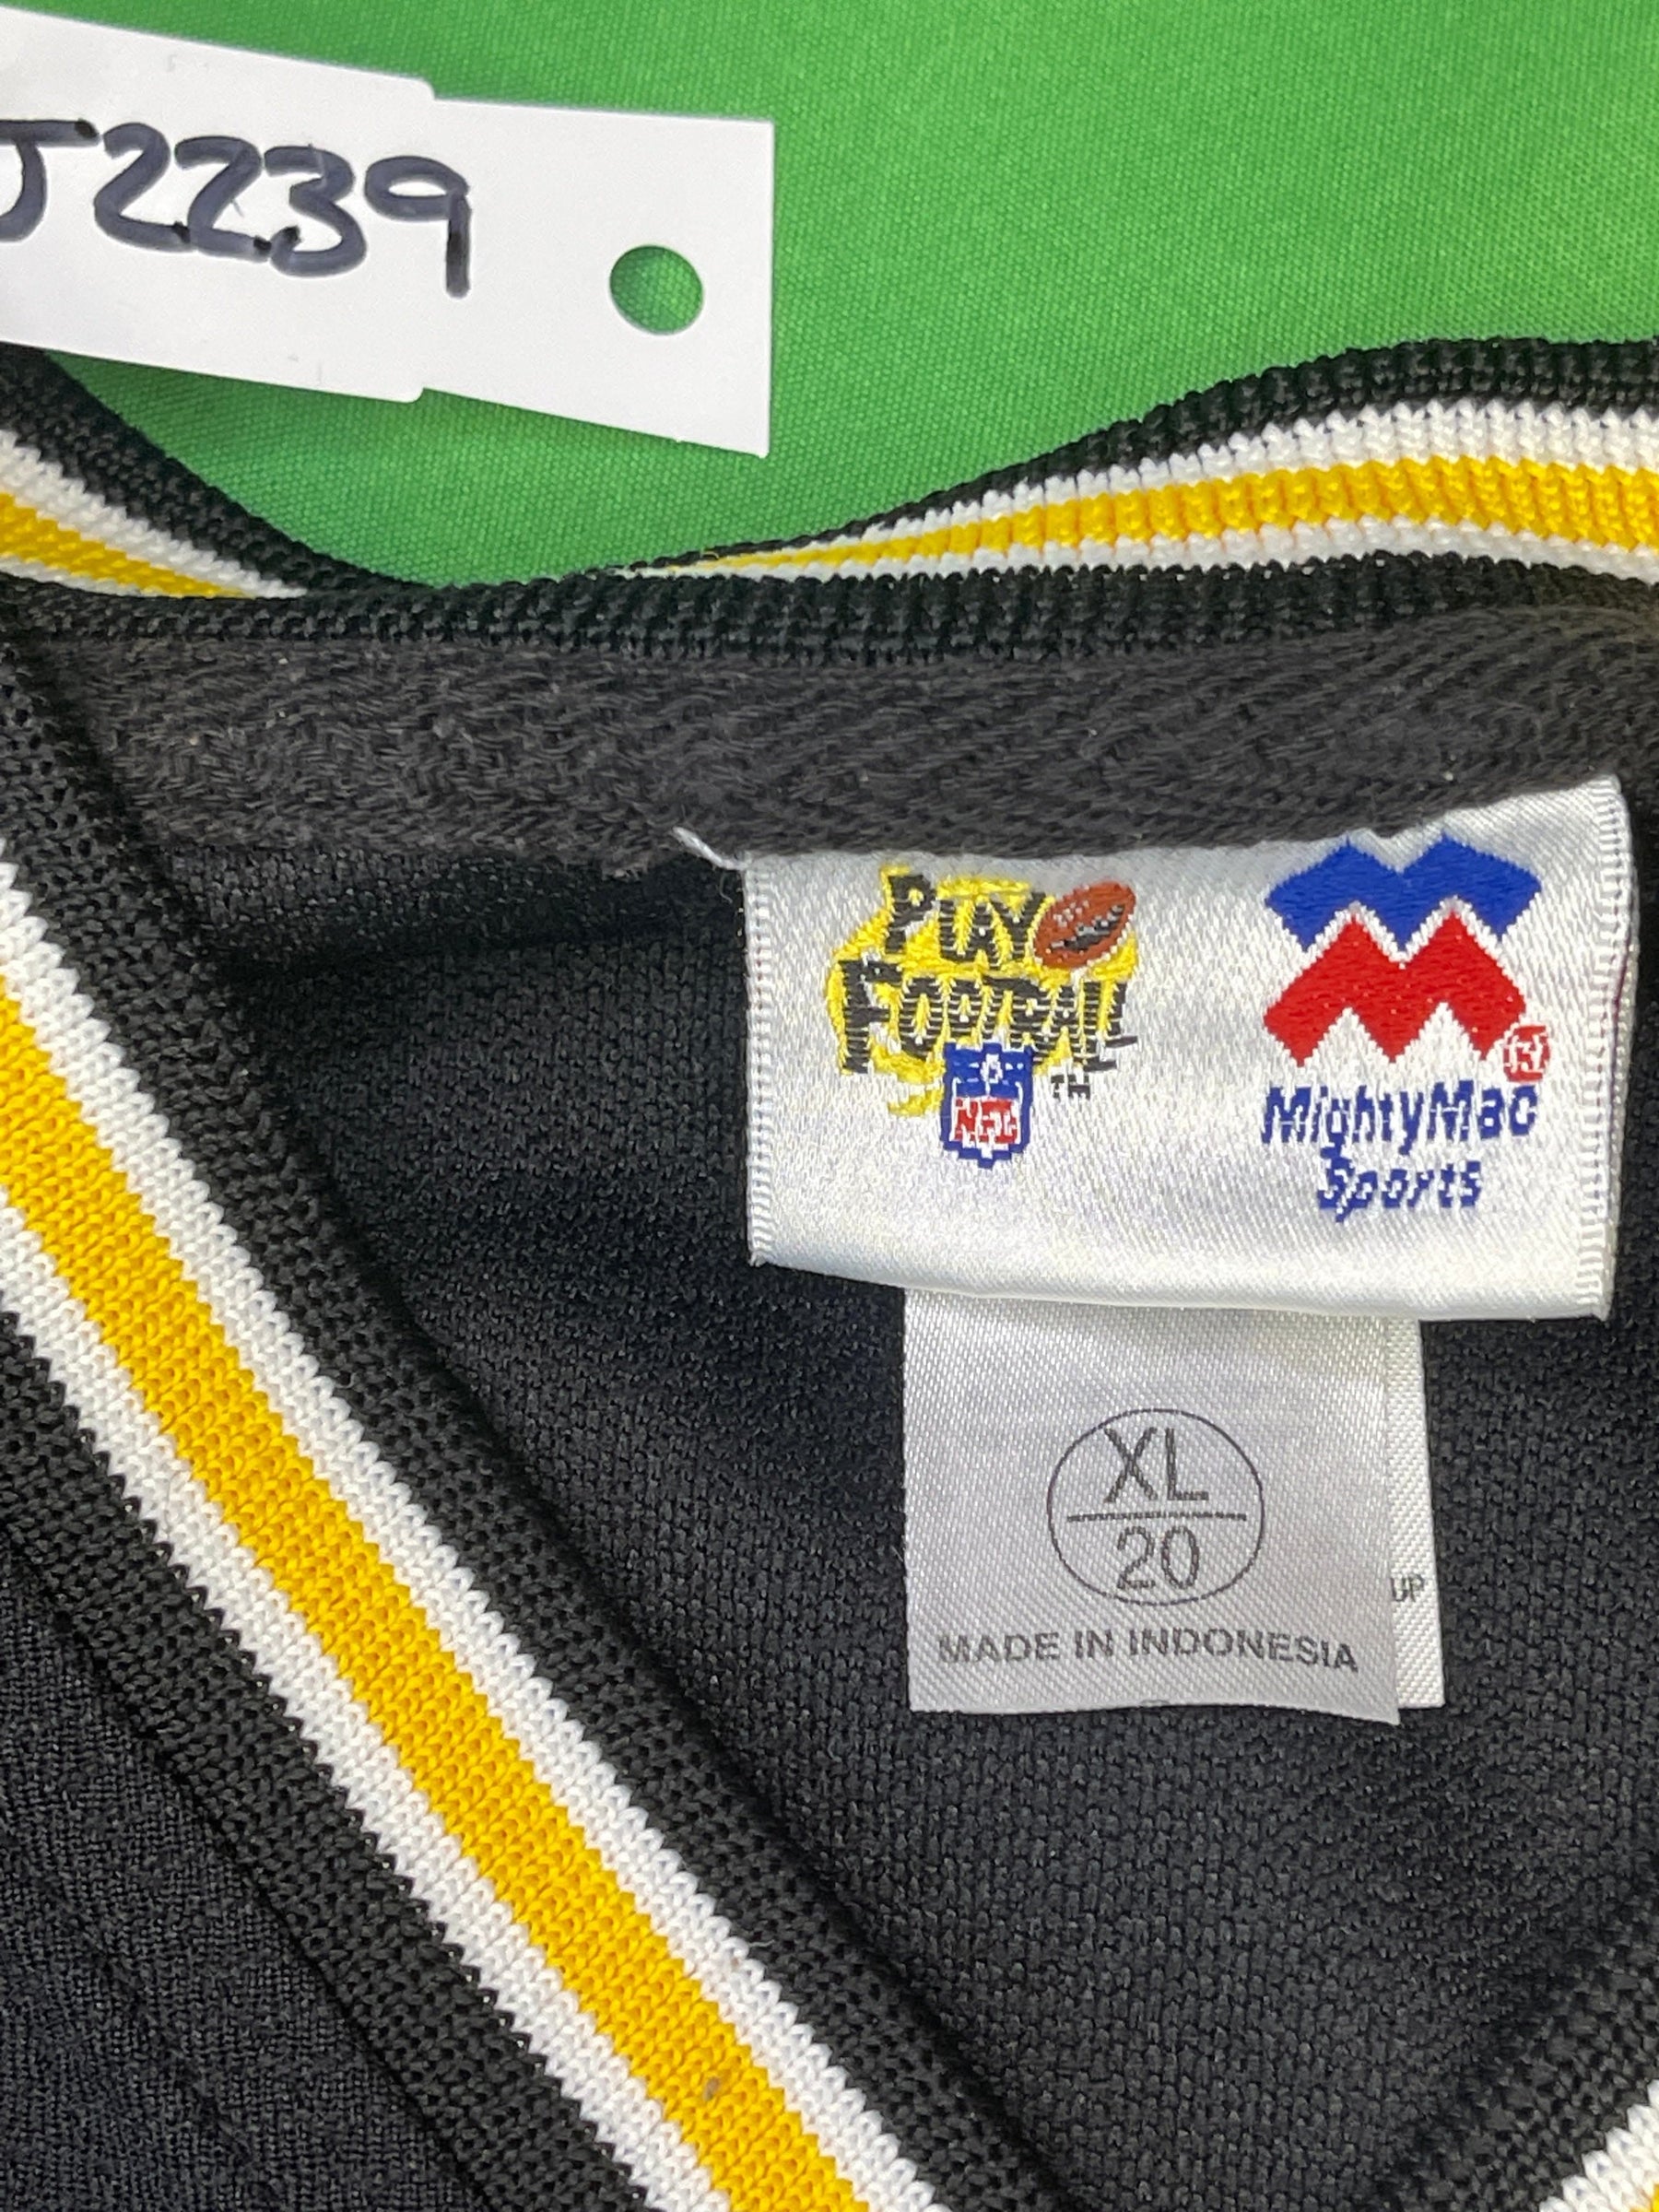 J2239
PLAY
FOOTBALL
TM
NFL
MightyMac
Sports
XL
20
UP
MADE IN INDONESIA